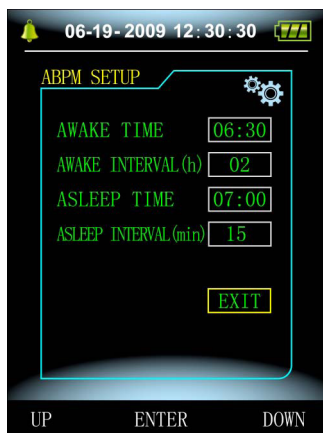 06-19-2009 12:30:30
ABPM SETUP
AWAKE TIME 06:30
AWAKE INTERVAL(h) 02
ASLEEP TIME 07:00
ASLEEP INTERVAL(min) 15
EXIT
UP ENTER DOWN